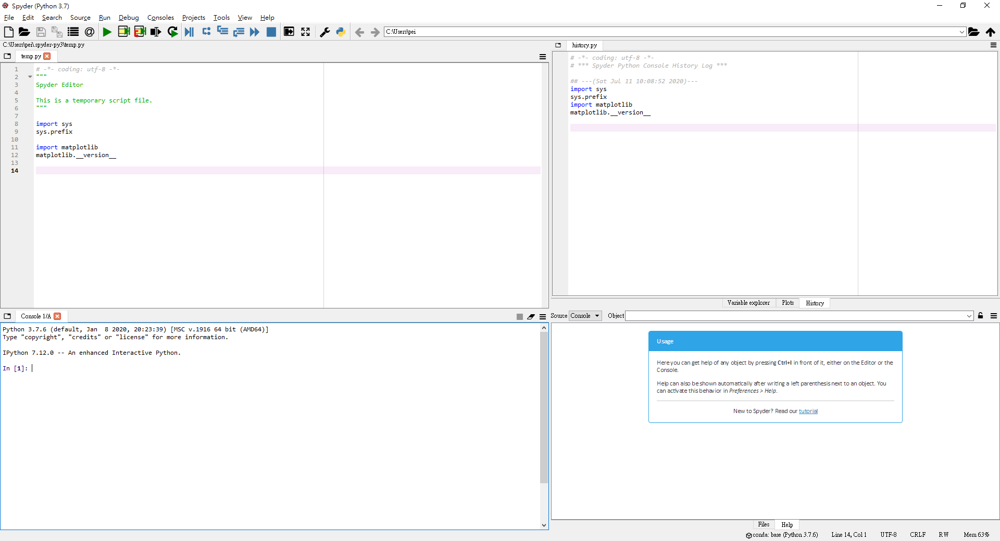 Spyder (Python 3.7)
File Edit Search Source Run Debug Consoles Projects Tools View Help
C:\Users\pei
C:\Users\pei\.spyder-py3\temp.py
temp.py
1 # -*- coding: utf-8 -*-
2 """
3 Spyder Editor
4
5 This is a temporary script file.
6 """
7
8 import sys
9 sys.prefix
10
11 import matplotlib
12 matplotlib.__version__
13
14
history.py
# -*- coding: utf-8 -*-
# *** Spyder Python Console History Log ***
## ---(Sat Jul 11 10:08:52 2020)---
import sys
sys.prefix
import matplotlib
matplotlib.__version__
Variable explorer Plots History
Console 1/A
Python 3.7.6 (default, Jan  8 2020, 20:23:39) [MSC v.1916 64 bit (AMD64)]
Type "copyright", "credits" or "license" for more information.
IPython 7.12.0 -- An enhanced Interactive Python.
In [1]:
Source Console Object
Usage
Here you can get help of any object by pressing Ctrl+I in front of it, either on the Editor or the
Console.
Help can also be shown automatically after writing a left parenthesis next to an object. You
can activate this behavior in Preferences > Help.
New to Spyder? Read our tutorial
Files Help
conda: base (Python 3.7.6) Line 14, Col 1 UTF-8 CRLF RW Mem 63%